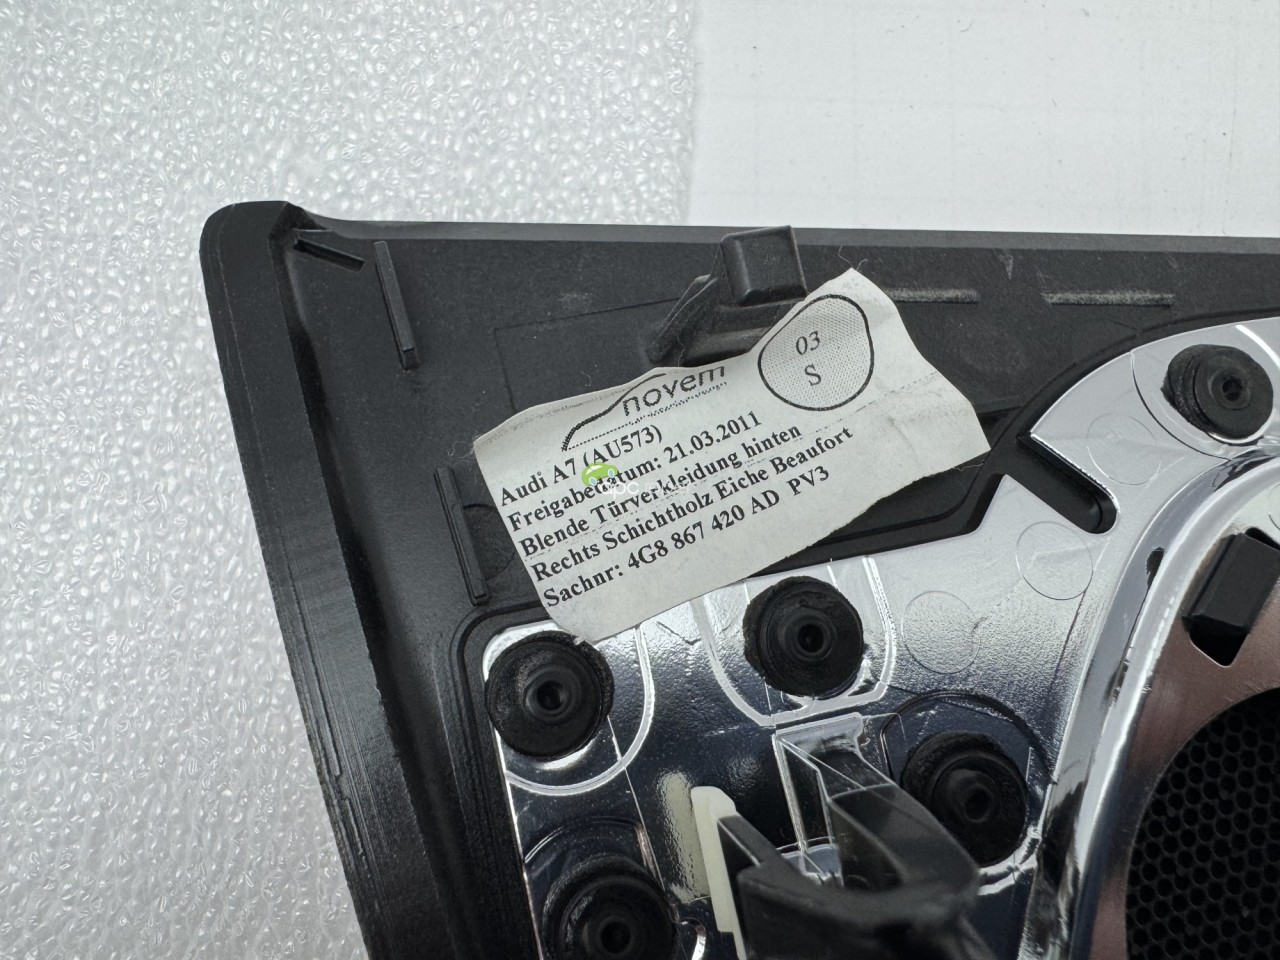 03
S
novem
Audi A7 (AU573)
Freigabedatum: 21.03.2011
Blende Türverkleidung hinten
Rechts Schichtholz Eiche Beaufort
Sachnr: 4G8 867 420 AD PV3